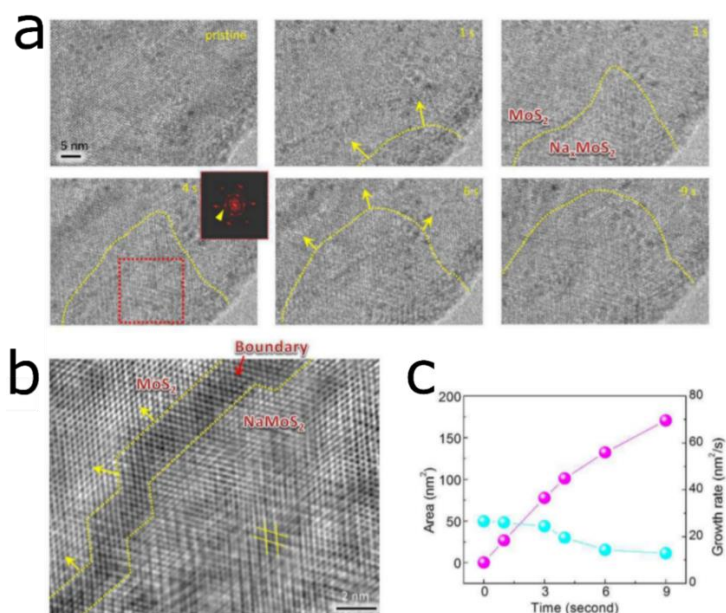 a
pristine
1 s
3 s
5 nm
MoS2
NaxMoS2
4 s
6 s
9 s
b
Boundary
MoS2
NaMoS2
2 nm
c
200
150
100
50
0
Area (nm²)
80
60
40
20
0
Growth rate (nm²/s)
0 3 6 9
Time (second)